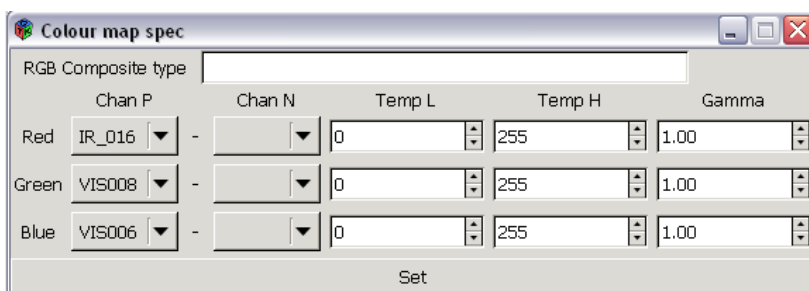 Colour map spec
RGB Composite type
Chan P Chan N Temp L Temp H Gamma
Red IR_016 - 0 255 1.00
Green VIS008 - 0 255 1.00
Blue VIS006 - 0 255 1.00
Set